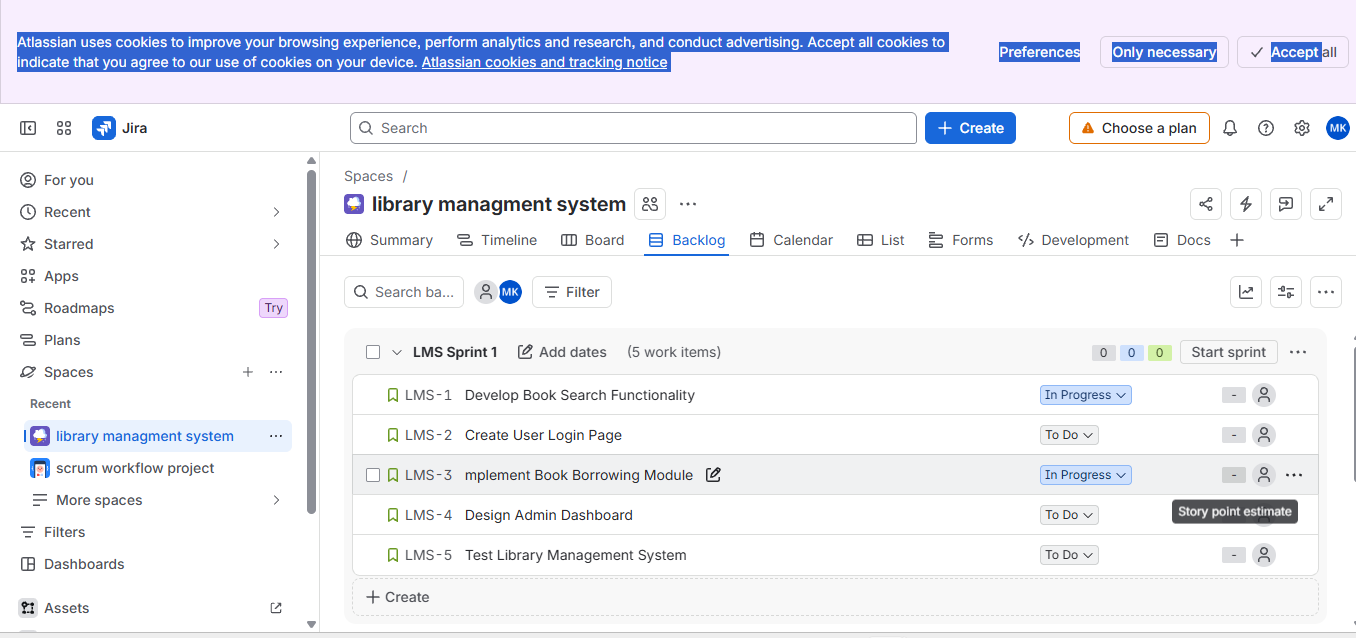 Atlassian uses cookies to improve your browsing experience, perform analytics and research, and conduct advertising. Accept all cookies to
indicate that you agree to our use of cookies on your device. Atlassian cookies and tracking notice
Preferences
Only necessary
Accept all
Jira
Search
Create
Choose a plan
MK
For you
Recent
Starred
Apps
Roadmaps Try
Plans
Spaces
Recent
library managment system
scrum workflow project
More spaces
Filters
Dashboards
Assets
Spaces /
library managment system
Summary Timeline Board Backlog Calendar List Forms Development Docs
Search ba... MK Filter
LMS Sprint 1 Add dates (5 work items) 0 0 0 Start sprint
LMS-1 Develop Book Search Functionality In Progress -
LMS-2 Create User Login Page To Do -
LMS-3 mplement Book Borrowing Module In Progress -
Story point estimate
LMS-4 Design Admin Dashboard To Do
LMS-5 Test Library Management System To Do -
Create